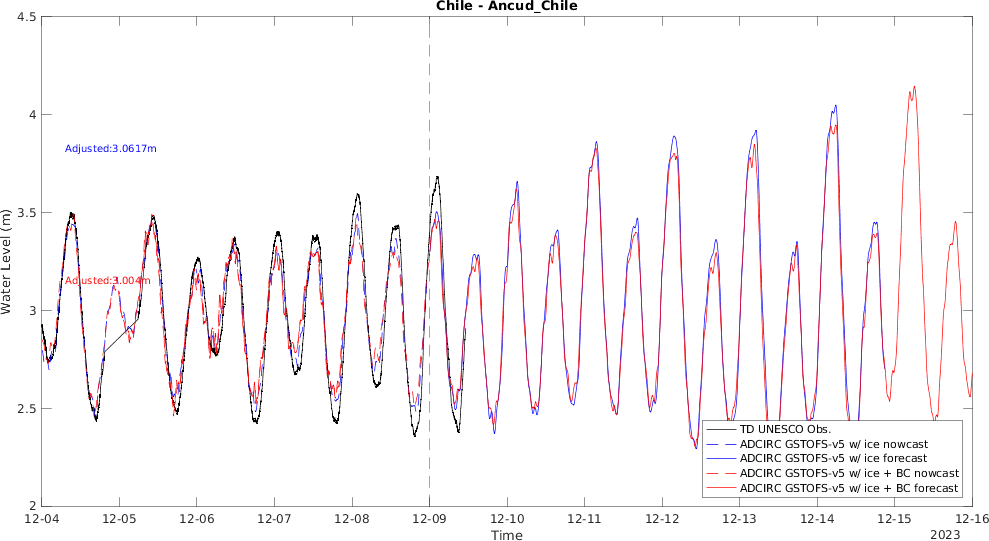 Chile - Ancud_Chile
4.5
4
3.5
3
2.5
2
Water Level (m)
Adjusted:3.0617m
Adjusted:3.004m
TD UNESCO Obs.
ADCIRC GSTOFS-v5 w/ ice nowcast
ADCIRC GSTOFS-v5 w/ ice forecast
ADCIRC GSTOFS-v5 w/ ice + BC nowcast
ADCIRC GSTOFS-v5 w/ ice + BC forecast
12-04 12-05 12-06 12-07 12-08 12-09 12-10 12-11 12-12 12-13 12-14 12-15 12-16
Time
2023